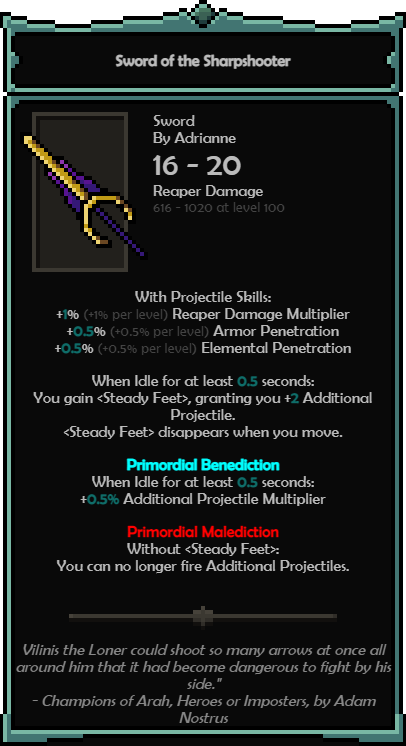 Sword of the Sharpshooter
Sword
By Adrianne
16 - 20
Reaper Damage
616 - 1020 at level 100
With Projectile Skills:
+1% (+1% per level) Reaper Damage Multiplier
+0.5% (+0.5% per level) Armor Penetration
+0.5% (+0.5% per level) Elemental Penetration
When Idle for at least 0.5 seconds:
You gain <Steady Feet>, granting you +2 Additional
Projectile.
<Steady Feet> disappears when you move.
Primordial Benediction
When Idle for at least 0.5 seconds:
+0.5% Additional Projectile Multiplier
Primordial Malediction
Without <Steady Feet>:
You can no longer fire Additional Projectiles.
Vilinis the Loner could shoot so many arrows at once all
around him that it had become dangerous to fight by his
side."
- Champions of Arah, Heroes or Imposters, by Adam
Nostrus